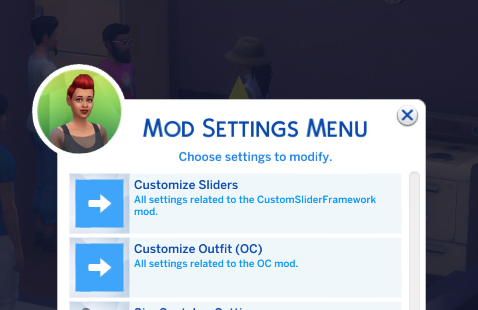 Mod Settings Menu
Choose settings to modify.
Customize Sliders
All settings related to the CustomSliderFramework
mod.
Customize Outfit (OC)
All settings related to the OC mod.